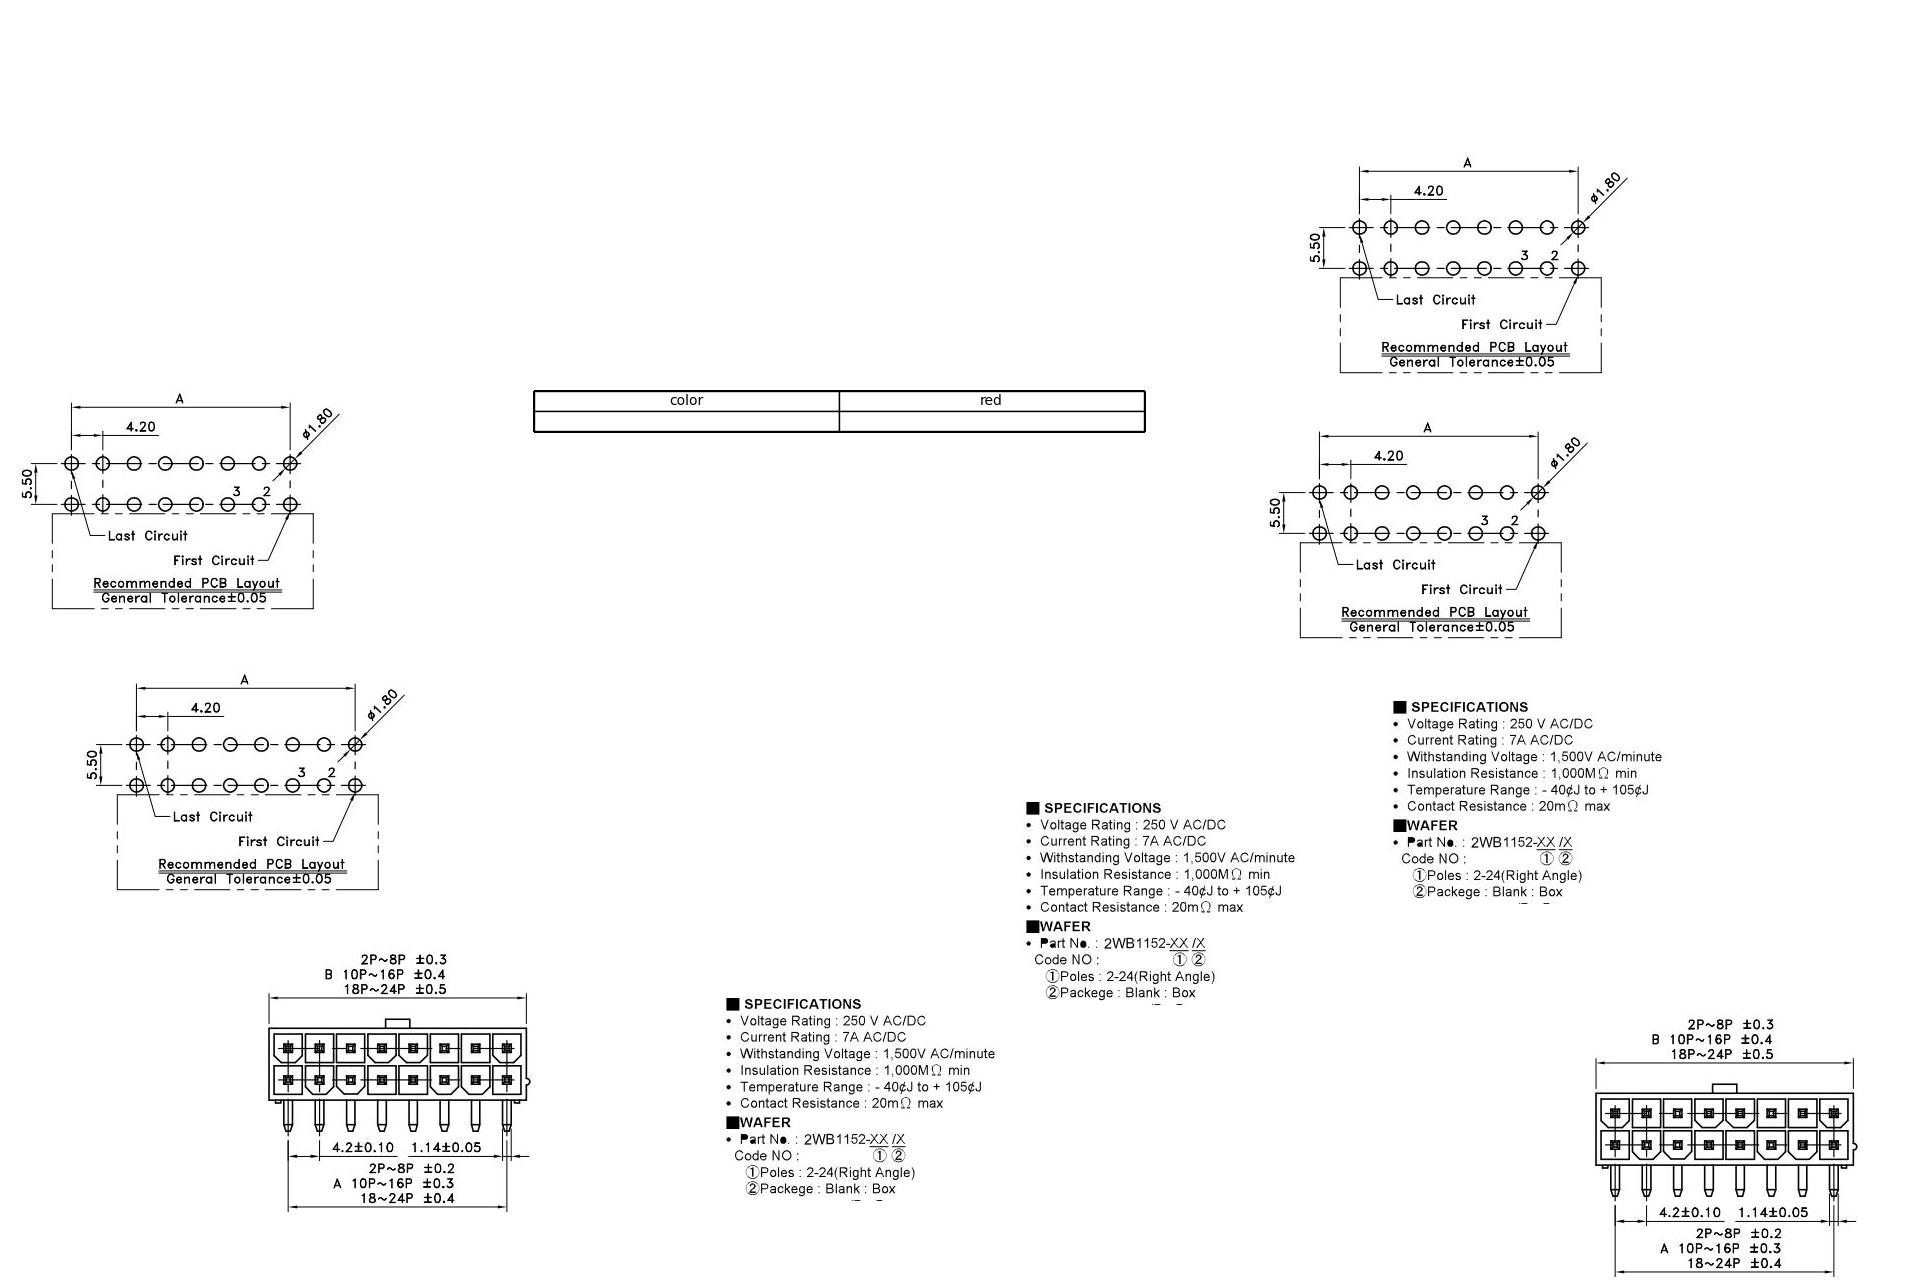 A
4.20
ø1.80
5.50
3 2
Last Circuit
First Circuit
Recommended PCB Layout
General Tolerance±0.05
color red
A
4.20
ø1.80
5.50
3 2
Last Circuit
First Circuit
Recommended PCB Layout
General Tolerance±0.05
A
4.20
ø1.80
5.50
3 2
Last Circuit
First Circuit
Recommended PCB Layout
General Tolerance±0.05
A
4.20
ø1.80
5.50
3 2
Last Circuit
First Circuit
Recommended PCB Layout
General Tolerance±0.05
■ SPECIFICATIONS
• Voltage Rating : 250 V AC/DC
• Current Rating : 7A AC/DC
• Withstanding Voltage : 1,500V AC/minute
• Insulation Resistance : 1,000MΩ min
• Temperature Range : - 40¢J to + 105¢J
• Contact Resistance : 20mΩ max
■WAFER
• Part No. : 2WB1152-XX /X
Code NO : ① ②
①Poles : 2-24(Right Angle)
②Packege : Blank : Box
■ SPECIFICATIONS
• Voltage Rating : 250 V AC/DC
• Current Rating : 7A AC/DC
• Withstanding Voltage : 1,500V AC/minute
• Insulation Resistance : 1,000MΩ min
• Temperature Range : - 40¢J to + 105¢J
• Contact Resistance : 20mΩ max
■WAFER
• Part No. : 2WB1152-XX /X
Code NO : ① ②
①Poles : 2-24(Right Angle)
②Packege : Blank : Box
2P~8P ±0.3
B 10P~16P ±0.4
18P~24P ±0.5
4.2±0.10 1.14±0.05
2P~8P ±0.2
A 10P~16P ±0.3
18~24P ±0.4
■ SPECIFICATIONS
• Voltage Rating : 250 V AC/DC
• Current Rating : 7A AC/DC
• Withstanding Voltage : 1,500V AC/minute
• Insulation Resistance : 1,000MΩ min
• Temperature Range : - 40¢J to + 105¢J
• Contact Resistance : 20mΩ max
■WAFER
• Part No. : 2WB1152-XX /X
Code NO : ① ②
①Poles : 2-24(Right Angle)
②Packege : Blank : Box
2P~8P ±0.3
B 10P~16P ±0.4
18P~24P ±0.5
4.2±0.10 1.14±0.05
2P~8P ±0.2
A 10P~16P ±0.3
18~24P ±0.4